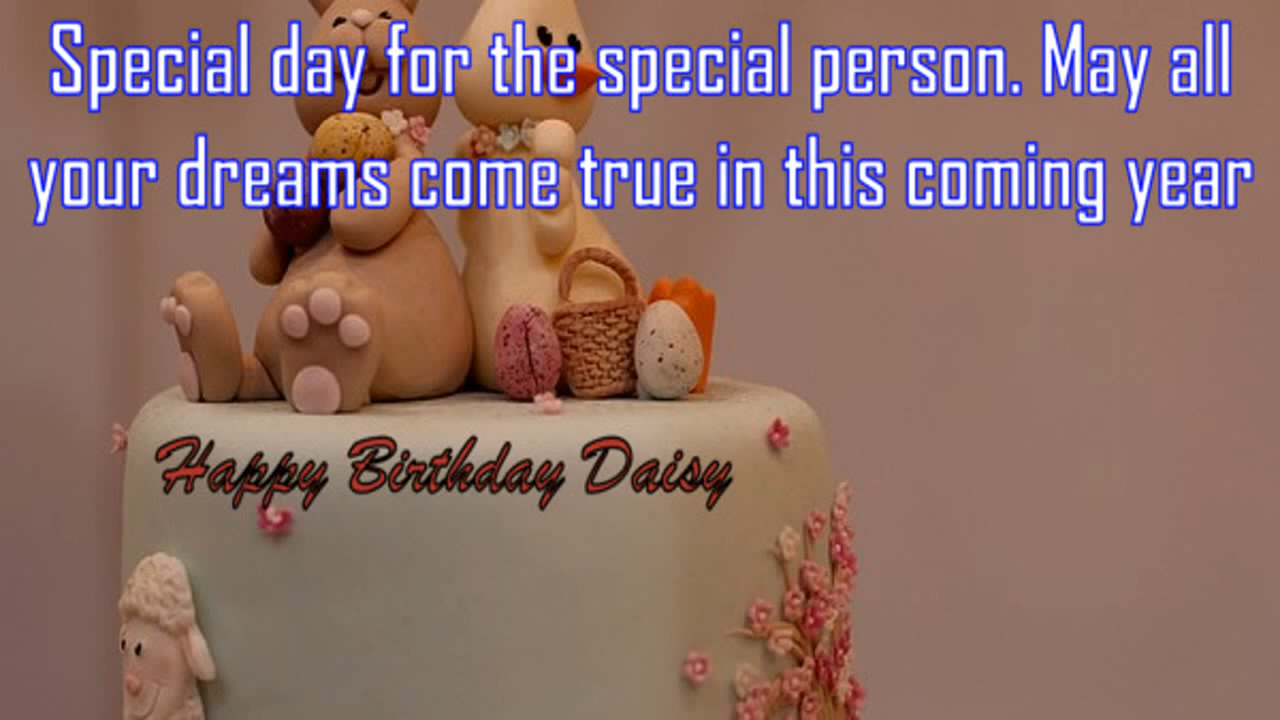 Special day for the special person. May all
your dreams come true in this coming year
Happy Birthday Daisy